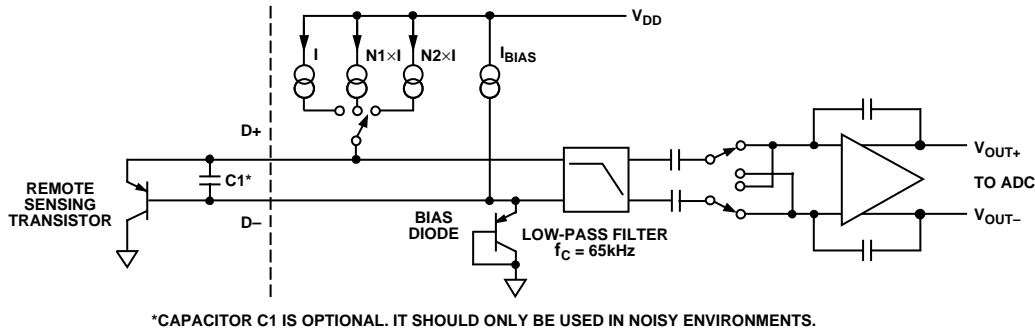 V_DD
I
N1×I
N2×I
I_BIAS
D+
C1*
REMOTE
SENSING
TRANSISTOR
D–
BIAS
DIODE
LOW-PASS FILTER
f_C = 65kHz
V_OUT+
TO ADC
V_OUT–
*CAPACITOR C1 IS OPTIONAL. IT SHOULD ONLY BE USED IN NOISY ENVIRONMENTS.